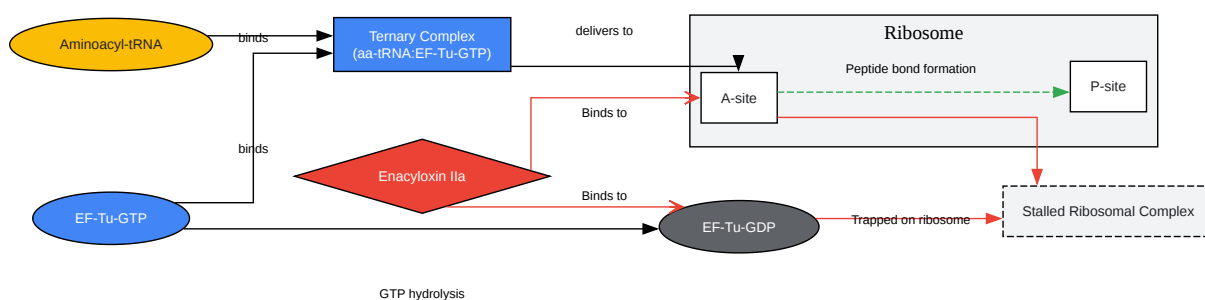 Ribosome
Aminoacyl-tRNA
binds
Ternary Complex
(aa-tRNA:EF-Tu-GTP)
delivers to
Peptide bond formation
A-site
P-site
Binds to
binds
Enacyloxin IIa
Binds to
EF-Tu-GTP
EF-Tu-GDP
Trapped on ribosome
Stalled Ribosomal Complex
GTP hydrolysis